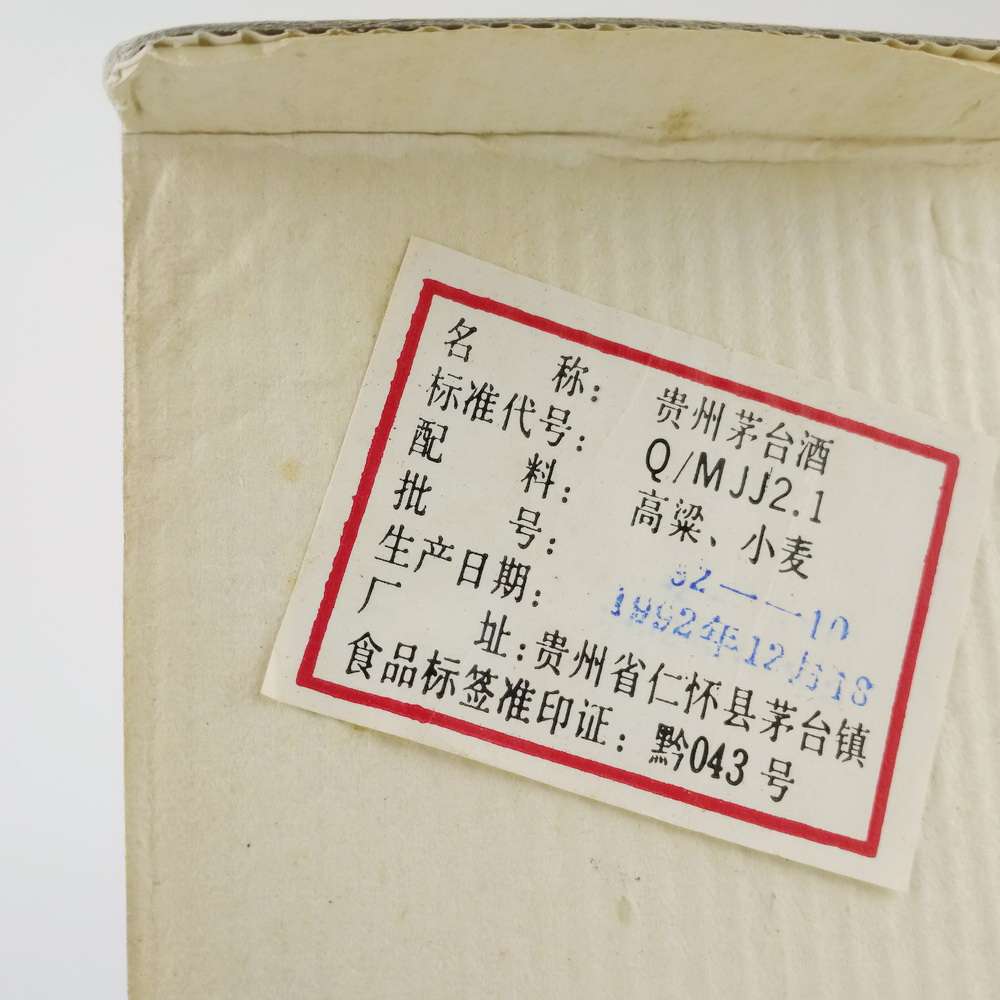 名 称: 贵州茅台酒
标准代号: Q/MJJ2.1
配 料: 高粱、小麦
批 号: 92——10
生产日期: 1992年12月18
厂 址: 贵州省仁怀县茅台镇
食品标签准印证: 黔043号